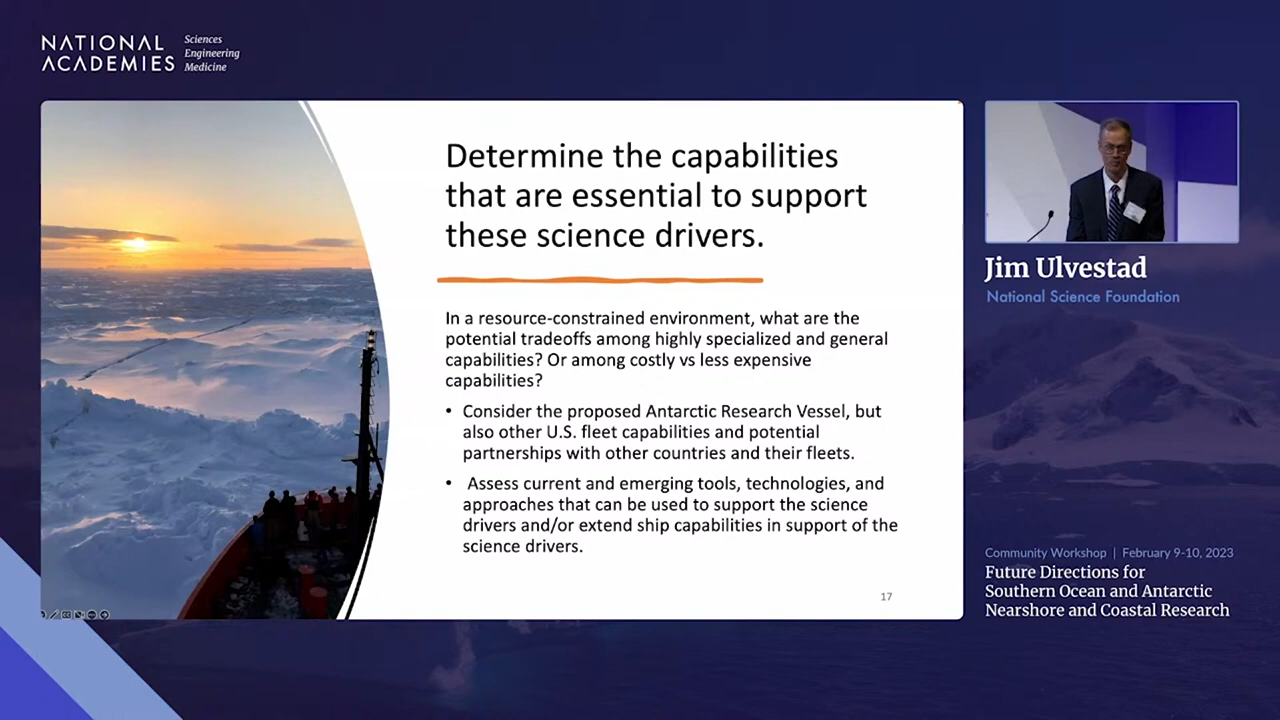 NATIONAL
ACADEMIES
Sciences
Engineering
Medicine
Determine the capabilities
that are essential to support
these science drivers.
In a resource-constrained environment, what are the
potential tradeoffs among highly specialized and general
capabilities? Or among costly vs less expensive
capabilities?
• Consider the proposed Antarctic Research Vessel, but
also other U.S. fleet capabilities and potential
partnerships with other countries and their fleets.
• Assess current and emerging tools, technologies, and
approaches that can be used to support the science
drivers and/or extend ship capabilities in support of the
science drivers.
17
Jim Ulvestad
National Science Foundation
Community Workshop | February 9-10, 2023
Future Directions for
Southern Ocean and Antarctic
Nearshore and Coastal Research